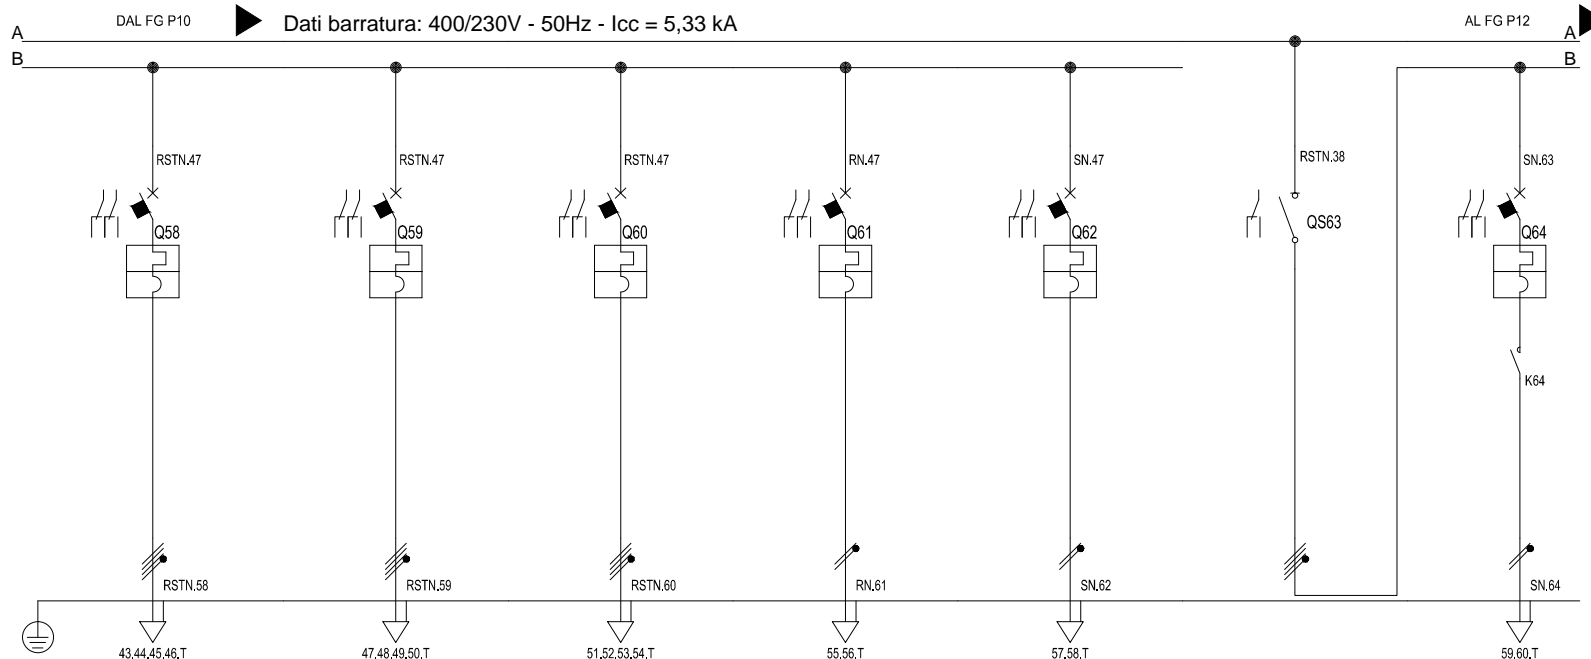 DAL FG P10
Dati barratura: 400/230V - 50Hz - Icc = 5,33 kA
AL FG P12
A
A
B
B
RSTN.47
RSTN.47
RSTN.47
RN.47
SN.47
RSTN.38
SN.63
Q58
Q59
Q60
Q61
Q62
QS63
Q64
K64
RSTN.58
RSTN.59
RSTN.60
RN.61
SN.62
SN.64
43.44.45.46.T
47.48.49.50.T
51.52.53.54.T
55.56.T
57.58.T
59.60.T